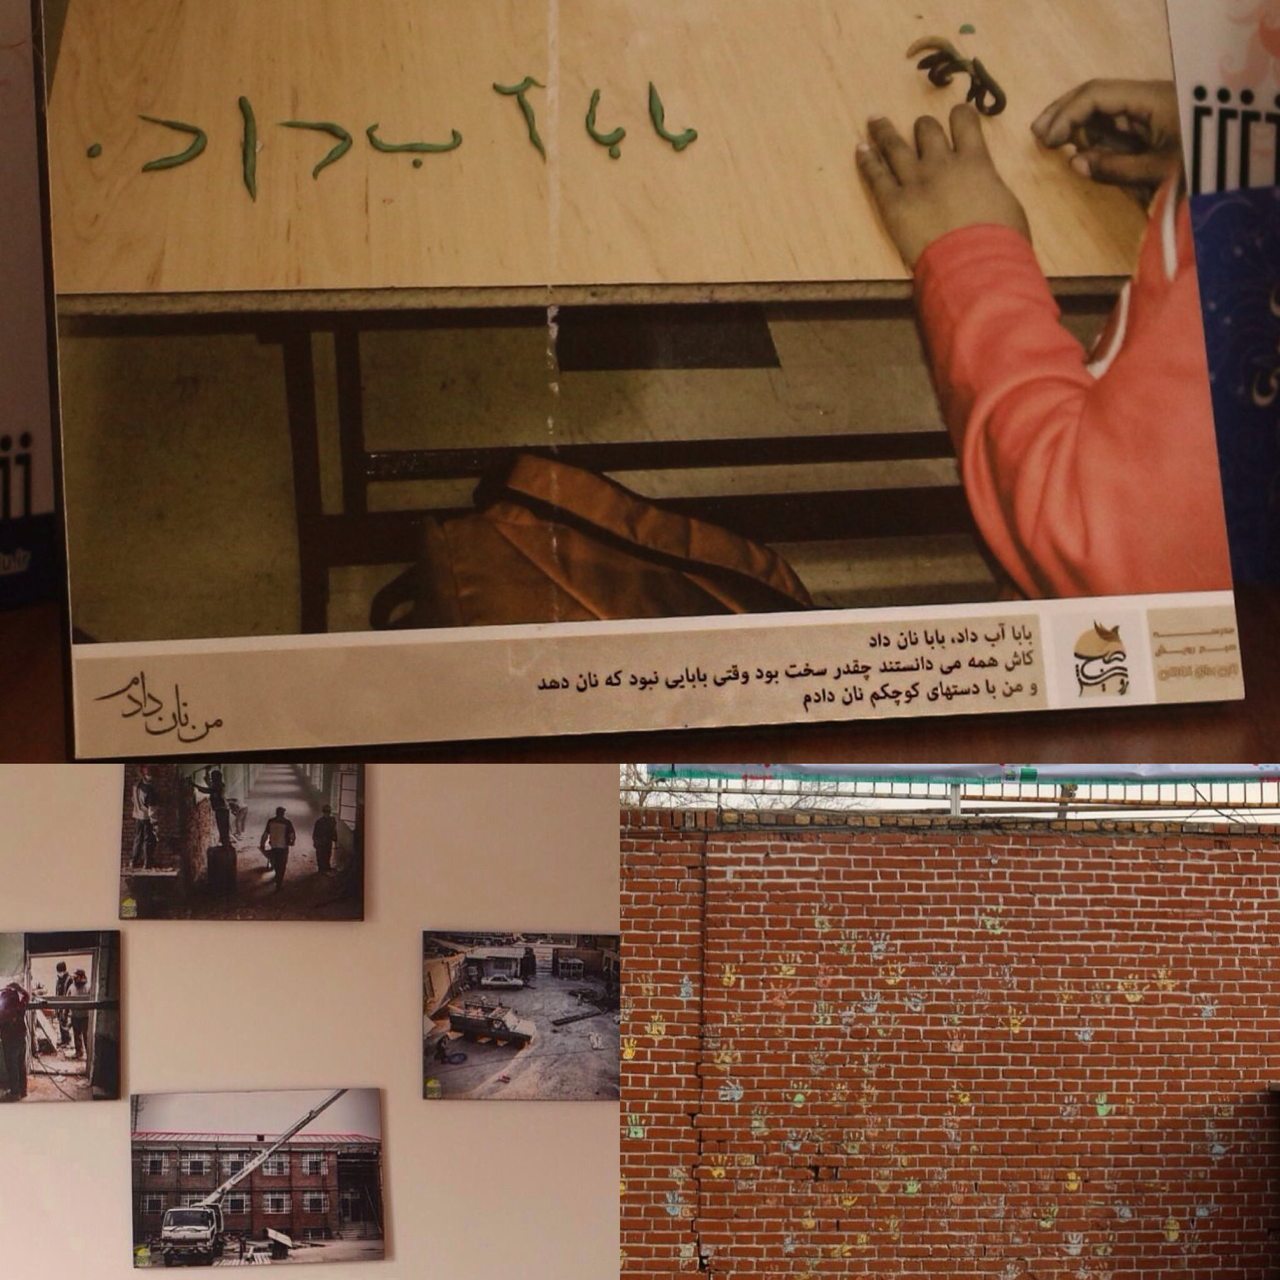 بابا آب داد.
بابا آب داد، بابا نان داد
کاش همه می دانستند چقدر سخت بود وقتی بابایی نبود که نان دهد
و من با دستهای کوچکم نان دادم
من نان دادم